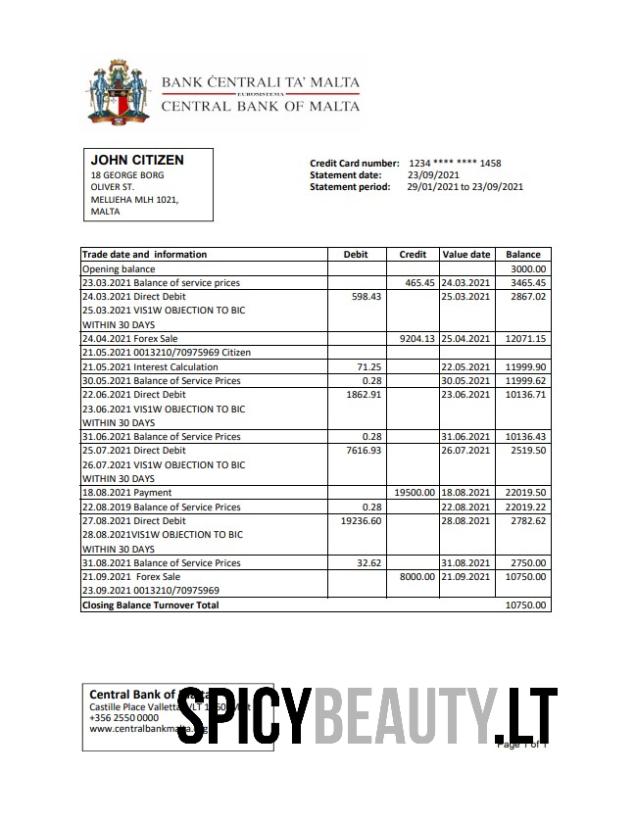 BANK ĊENTRALI TA' MALTA
EUROSISTEMA
CENTRAL BANK OF MALTA
JOHN CITIZEN
18 GEORGE BORG
OLIVER ST.
MELLIEHA MLH 1021,
MALTA
Credit Card number: 1234 **** **** 1458
Statement date: 23/09/2021
Statement period: 29/01/2021 to 23/09/2021
Trade date and information Debit Credit Value date Balance
Opening balance 3000.00
23.03.2021 Balance of service prices 465.45 24.03.2021 3465.45
24.03.2021 Direct Debit 598.43 25.03.2021 2867.02
25.03.2021 VIS1W OBJECTION TO BIC
WITHIN 30 DAYS
24.04.2021 Forex Sale 9204.13 25.04.2021 12071.15
21.05.2021 0013210/70975969 Citizen
21.05.2021 Interest Calculation 71.25 22.05.2021 11999.90
30.05.2021 Balance of Service Prices 0.28 30.05.2021 11999.62
22.06.2021 Direct Debit 1862.91 23.06.2021 10136.71
23.06.2021 VIS1W OBJECTION TO BIC
WITHIN 30 DAYS
31.06.2021 Balance of Service Prices 0.28 31.06.2021 10136.43
25.07.2021 Direct Debit 7616.93 26.07.2021 2519.50
26.07.2021 VIS1W OBJECTION TO BIC
WITHIN 30 DAYS
18.08.2021 Payment 19500.00 18.08.2021 22019.50
22.08.2019 Balance of Service Prices 0.28 22.08.2021 22019.22
27.08.2021 Direct Debit 19236.60 28.08.2021 2782.62
28.08.2021VIS1W OBJECTION TO BIC
WITHIN 30 DAYS
31.08.2021 Balance of Service Prices 32.62 31.08.2021 2750.00
21.09.2021 Forex Sale 8000.00 21.09.2021 10750.00
23.09.2021 0013210/70975969
Closing Balance Turnover Total 10750.00
Central Bank of
Castille Place Valletta
+356 2550 0000
www.centralbankmalta.org
SPICYBEAUTY.LT
Page 1 of 1